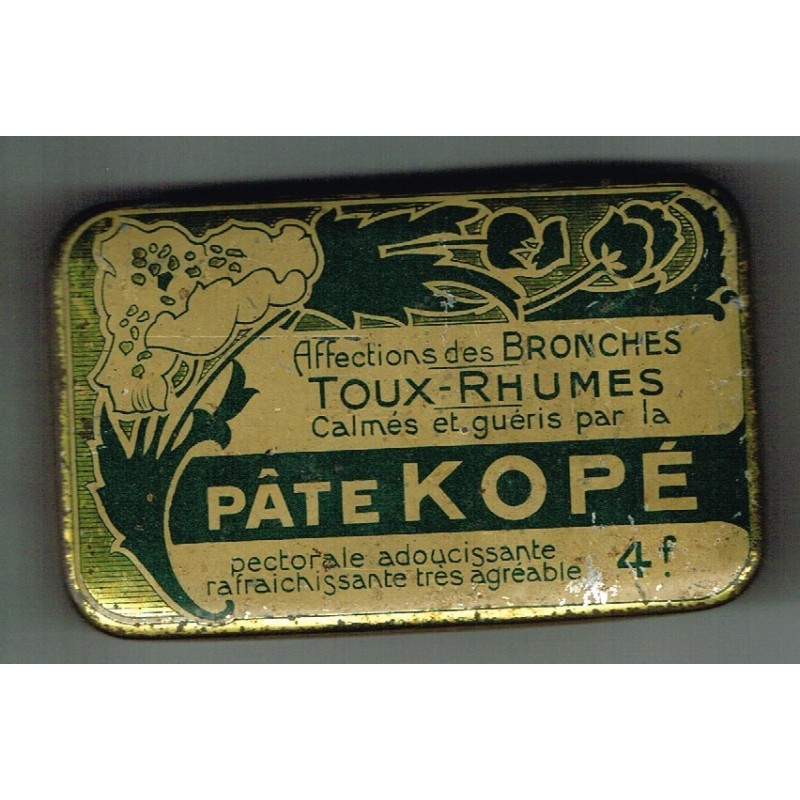 Affections des BRONCHES
TOUX-RHUMES
Calmés et guéris par la
PÂTE KOPÉ
pectorale adoucissante
rafraichissante très agréable 4f.